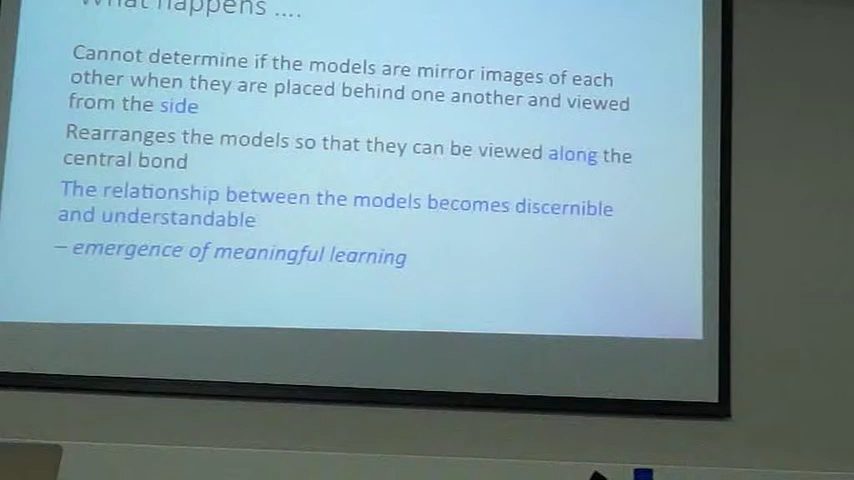 What happens ....
Cannot determine if the models are mirror images of each
other when they are placed behind one another and viewed
from the side
Rearranges the models so that they can be viewed along the
central bond
The relationship between the models becomes discernible
and understandable
– emergence of meaningful learning